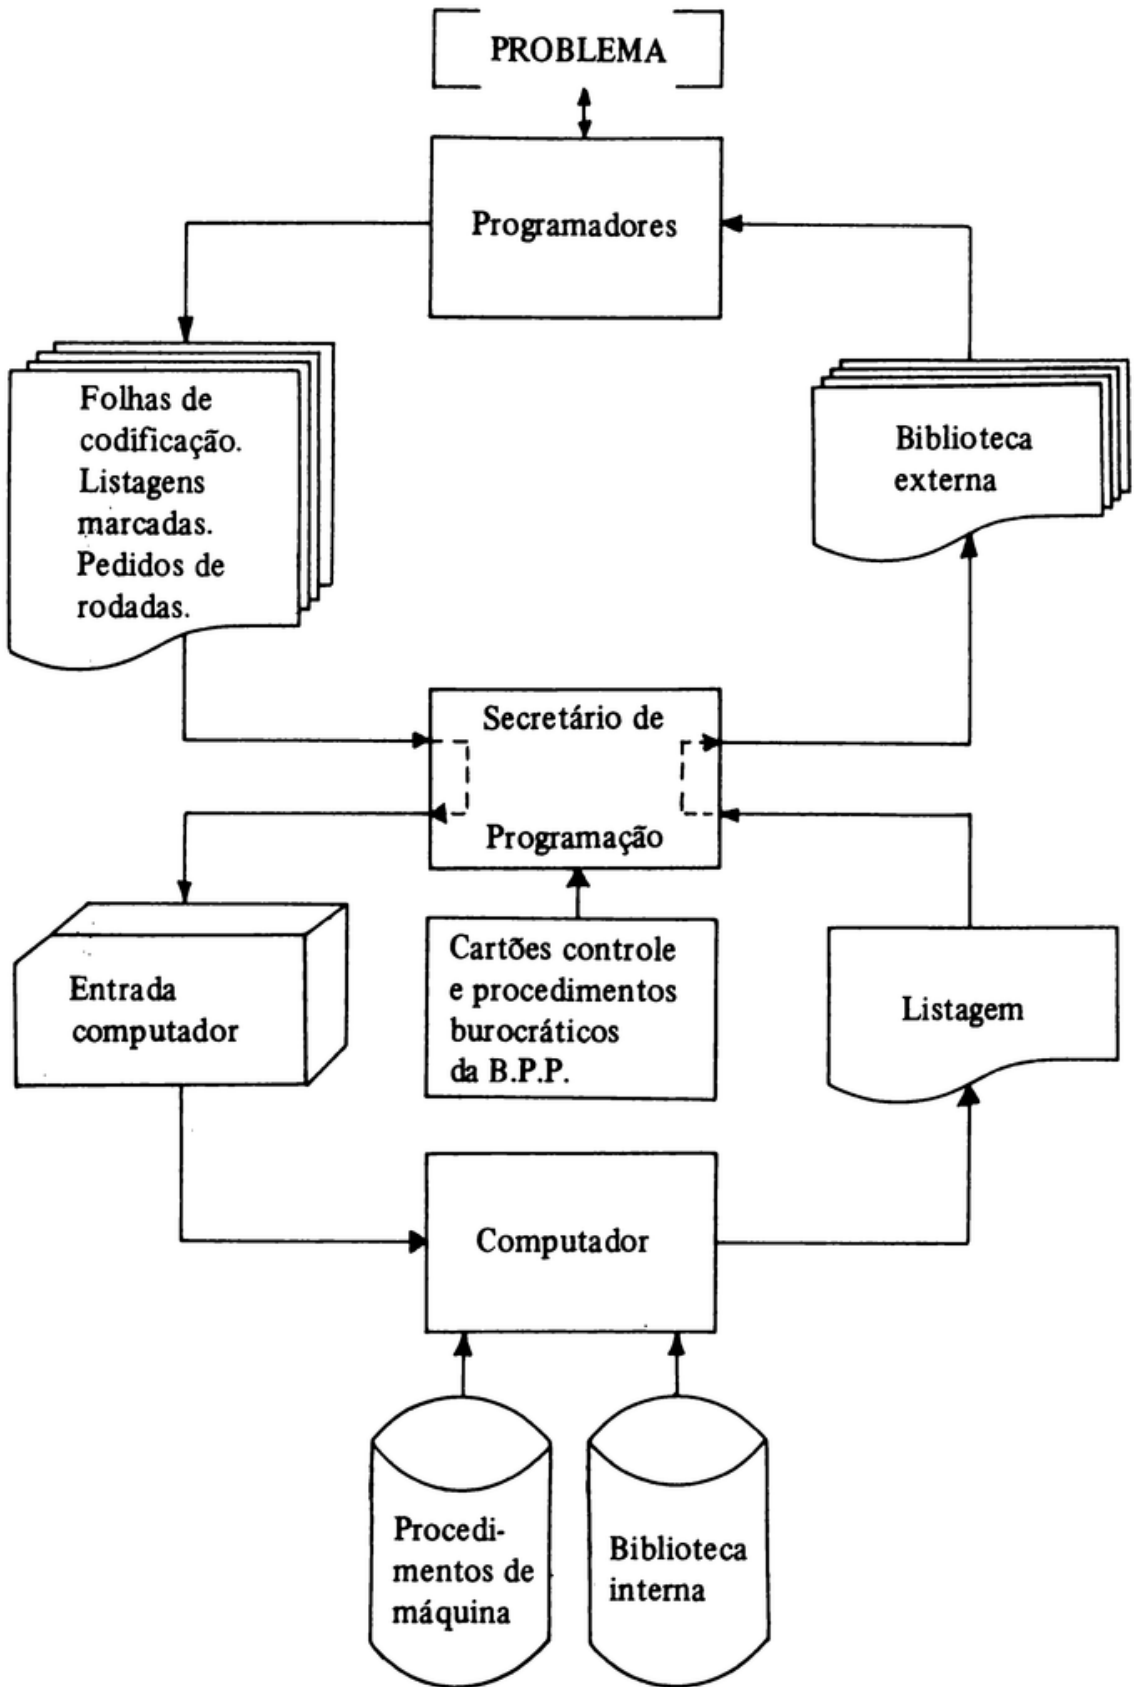 PROBLEMA
Programadores
Folhas de
codificação.
Listagens
marcadas.
Pedidos de
rodadas.
Biblioteca
externa
Secretário de
Programação
Entrada
computador
Cartões controle
e procedimentos
burocráticos
da B.P.P.
Listagem
Computador
Procedi-
mentos de
máquina
Biblioteca
interna